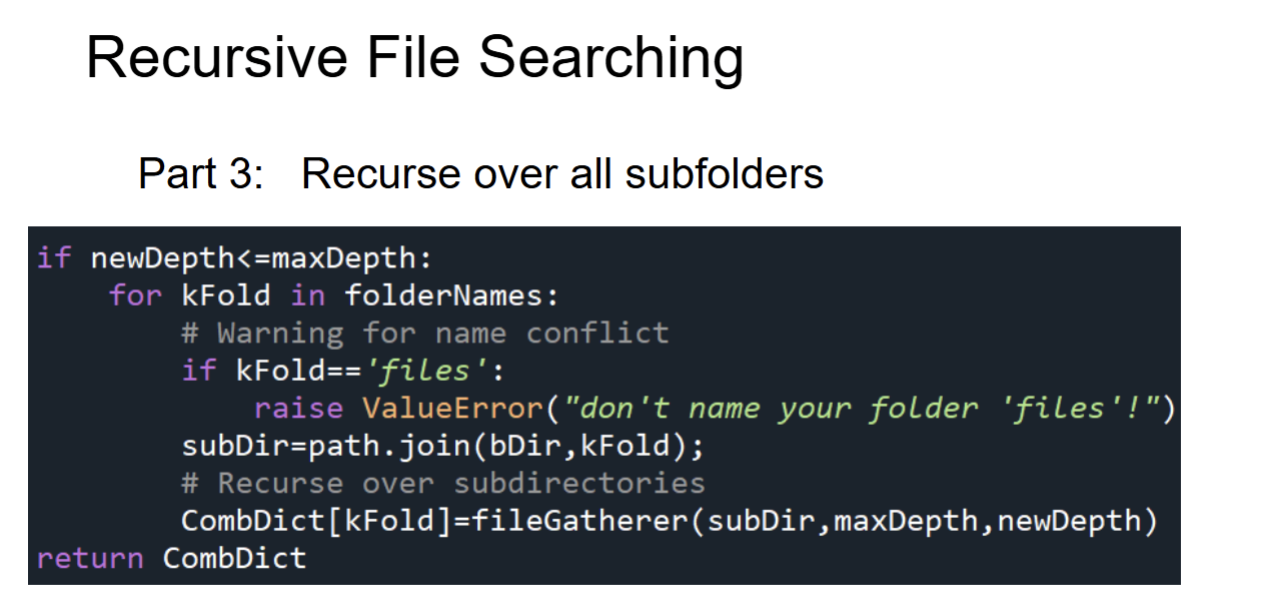 Recursive File Searching
Part 3: Recurse over all subfolders
if newDepth<=maxDepth:
    for kFold in folderNames:
        # Warning for name conflict
        if kFold=='files':
            raise ValueError("don't name your folder 'files'!")
        subDir=path.join(bDir,kFold);
        # Recurse over subdirectories
        CombDict[kFold]=fileGatherer(subDir,maxDepth,newDepth)
return CombDict